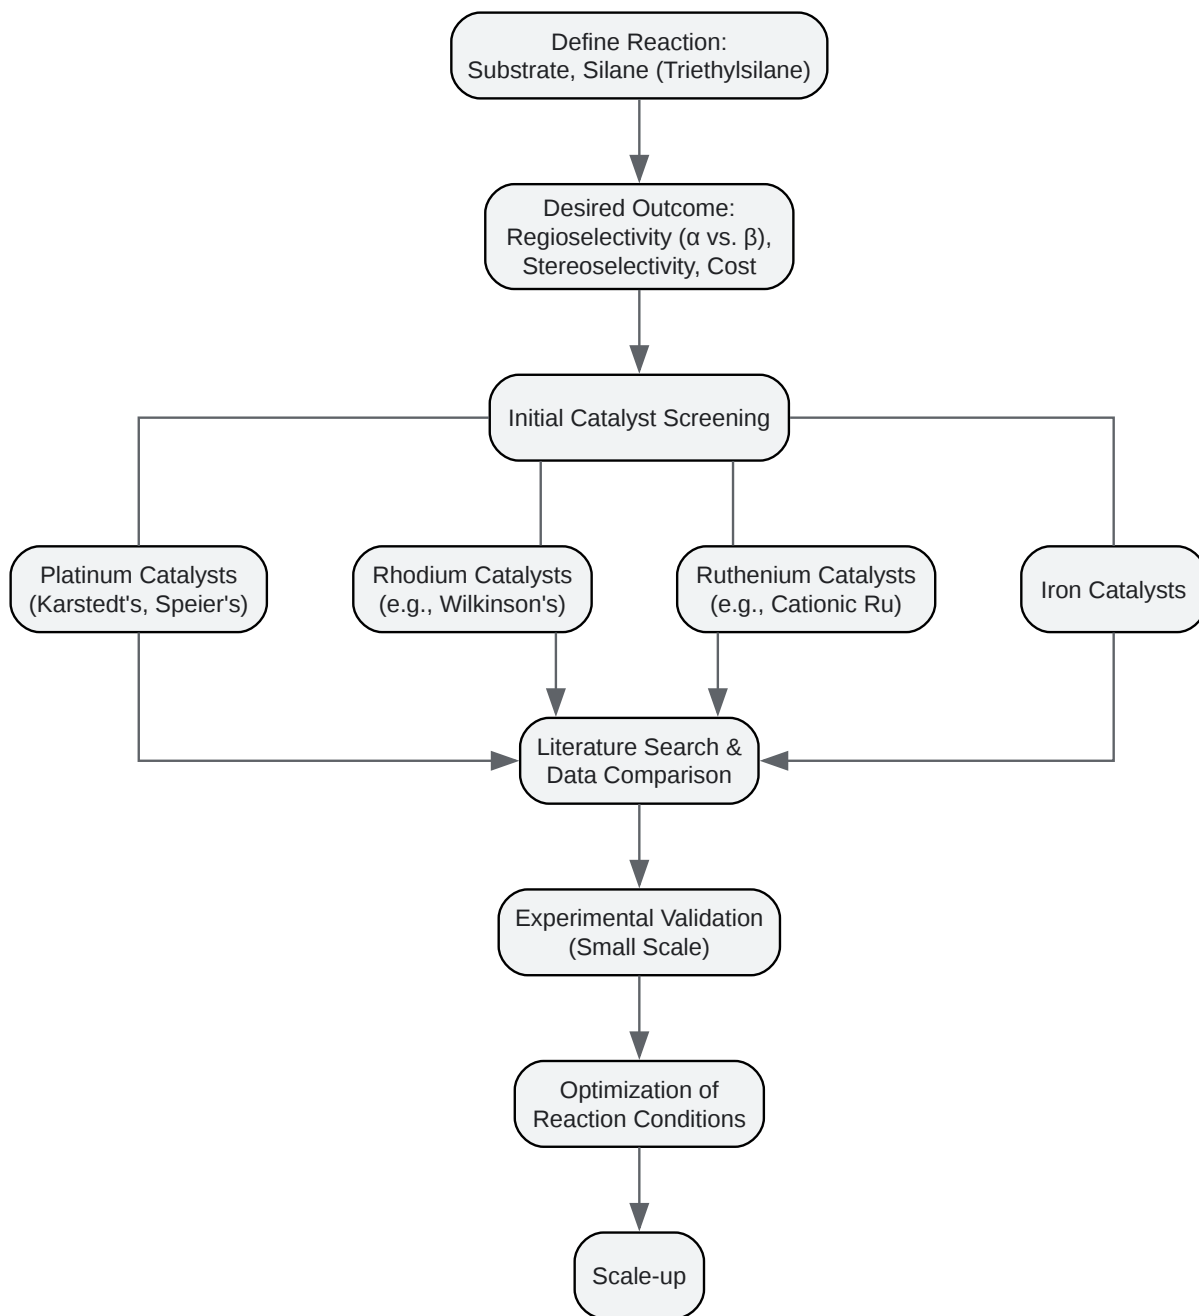 Define Reaction:
Substrate, Silane (Triethylsilane)
Desired Outcome:
Regioselectivity (α vs. β),
Stereoselectivity, Cost
Initial Catalyst Screening
Platinum Catalysts
(Karstedt's, Speier's)
Rhodium Catalysts
(e.g., Wilkinson's)
Ruthenium Catalysts
(e.g., Cationic Ru)
Iron Catalysts
Literature Search &
Data Comparison
Experimental Validation
(Small Scale)
Optimization of
Reaction Conditions
Scale-up